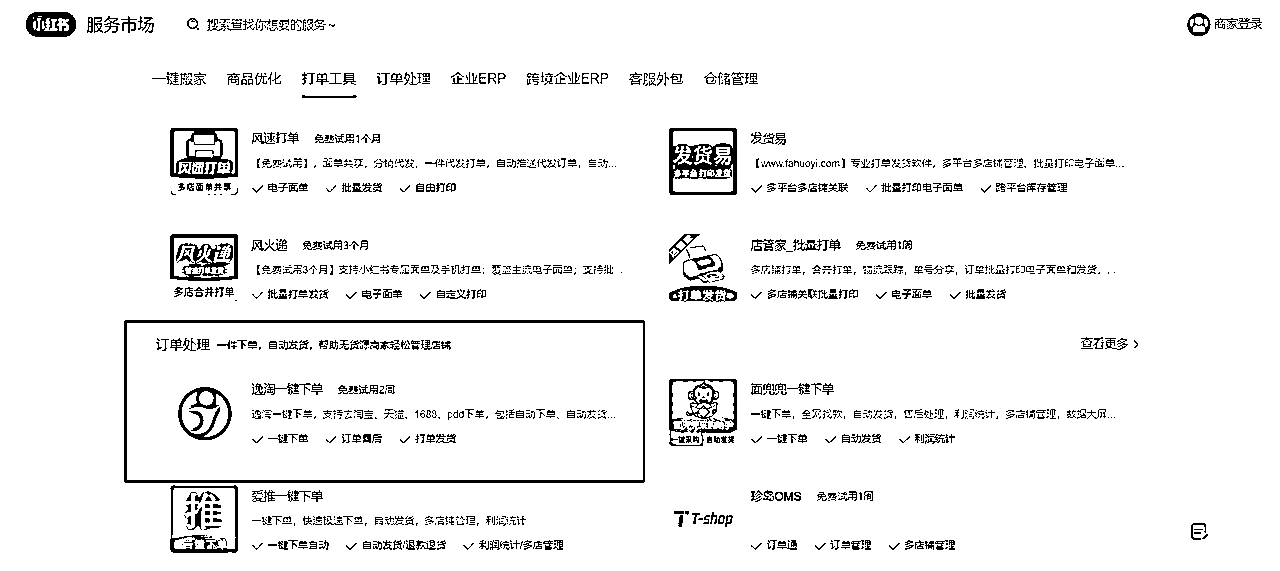 小红书 服务市场 搜索查找你想要的服务~ 商家登录
一键搬家 商品优化 打单工具 订单处理 企业ERP 跨境企业ERP 客服外包 仓储管理
风速打单 免费试用1个月
【免费试用】，面单共享，分销代发，一件代发打单，自动推送代发订单，自动...
电子面单 批量发货 自由打印
风速打单
多店面单共享
发货易
【www.fahuoyi.com】专业打单发货软件，多平台多店铺管理、批量打印电子面单...
多平台多店铺关联 批量打印电子面单 跨平台库存管理
发货易
多平台打印发货
风火递 免费试用3个月
【免费试用3个月】支持小红书专属面单及手机打单；覆盖主流电子面单；支持批...
批量打单发货 电子面单 自定义打印
风火递
多店合并打单
店管家_批量打单 免费试用1周
多店铺打单，合并打单，物流跟踪，单号分享，订单批量打印电子面单和发货，...
多店铺关联批量打印 电子面单 批量发货
打单发货
订单处理 一件下单，自动发货，帮助无货源商家轻松管理店铺
查看更多 >
逸淘一键下单 免费试用2周
逸淘一键下单，支持去淘宝、天猫、1688、pdd下单，包括自动下单、自动发货...
一键下单 订单售后 打单发货
面兜兜一键下单
一键下单，全网找款，自动发货，售后处理，利润统计，多店铺管理，数据大屏...
一键下单 自动发货 利润统计
一键采购 自动发货
爱推一键下单
一键下单，快速极速下单，自动发货，多店铺管理，利润统计
一键下单自动 自动发货/退款退货 利润统计/多店管理
推
珍岛OMS 免费试用1周
订单通 订单管理 多店铺管理
T-shop